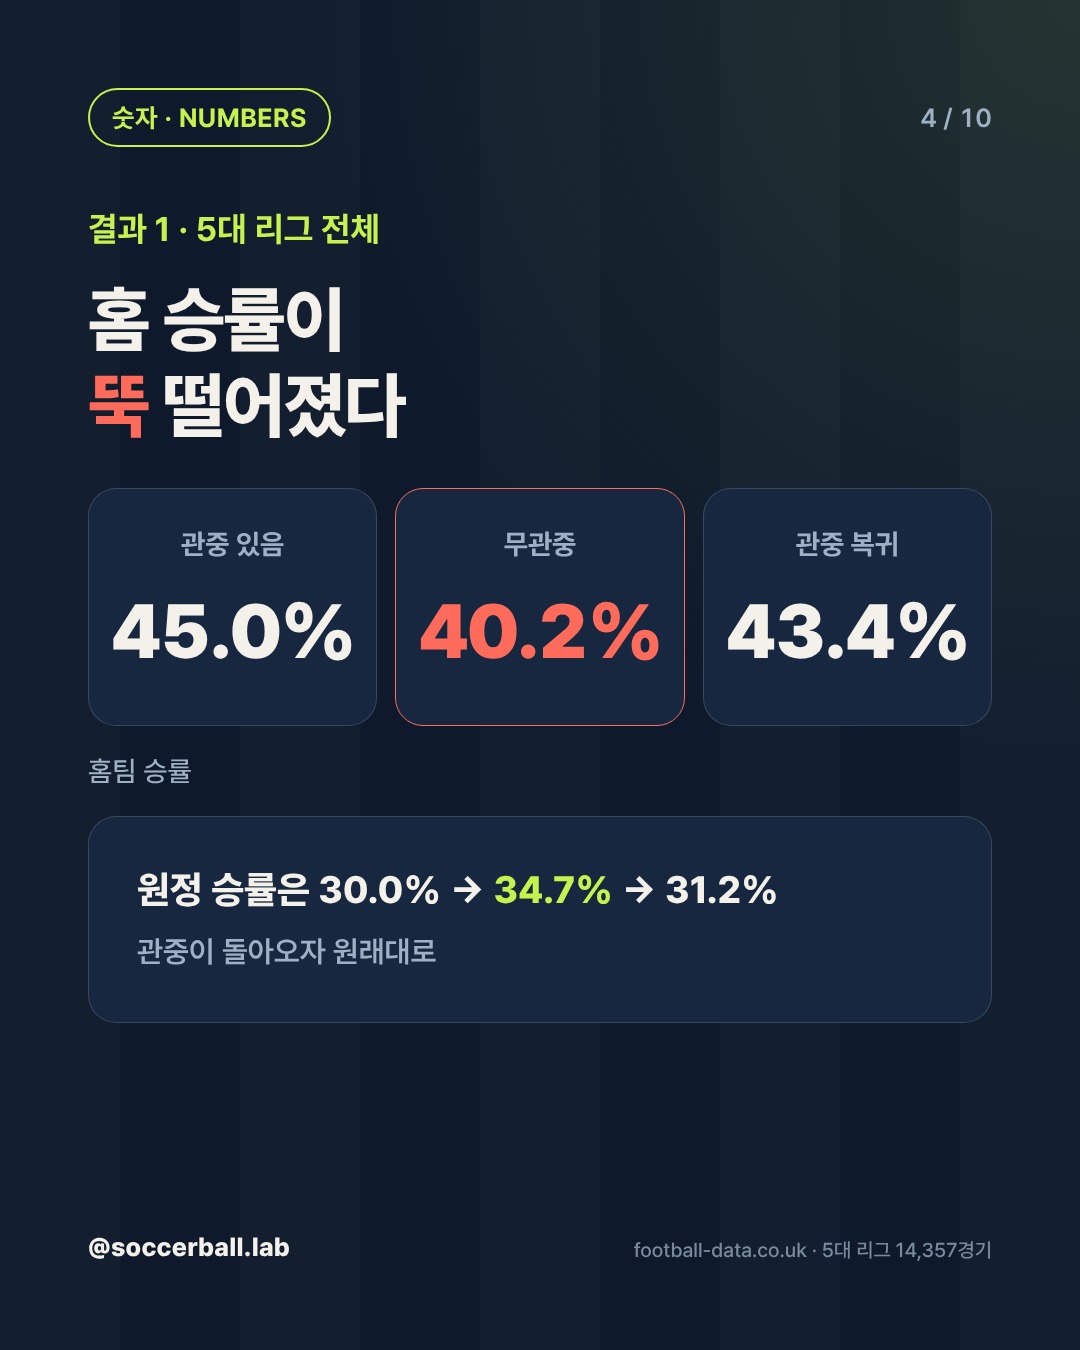 숫자 · NUMBERS
4 / 10
결과 1 · 5대 리그 전체
홈 승률이
뚝 떨어졌다
관중 있음
45.0%
무관중
40.2%
관중 복귀
43.4%
홈팀 승률
원정 승률은 30.0% → 34.7% → 31.2%
관중이 돌아오자 원래대로
@soccerball.lab
football-data.co.uk · 5대 리그 14,357경기